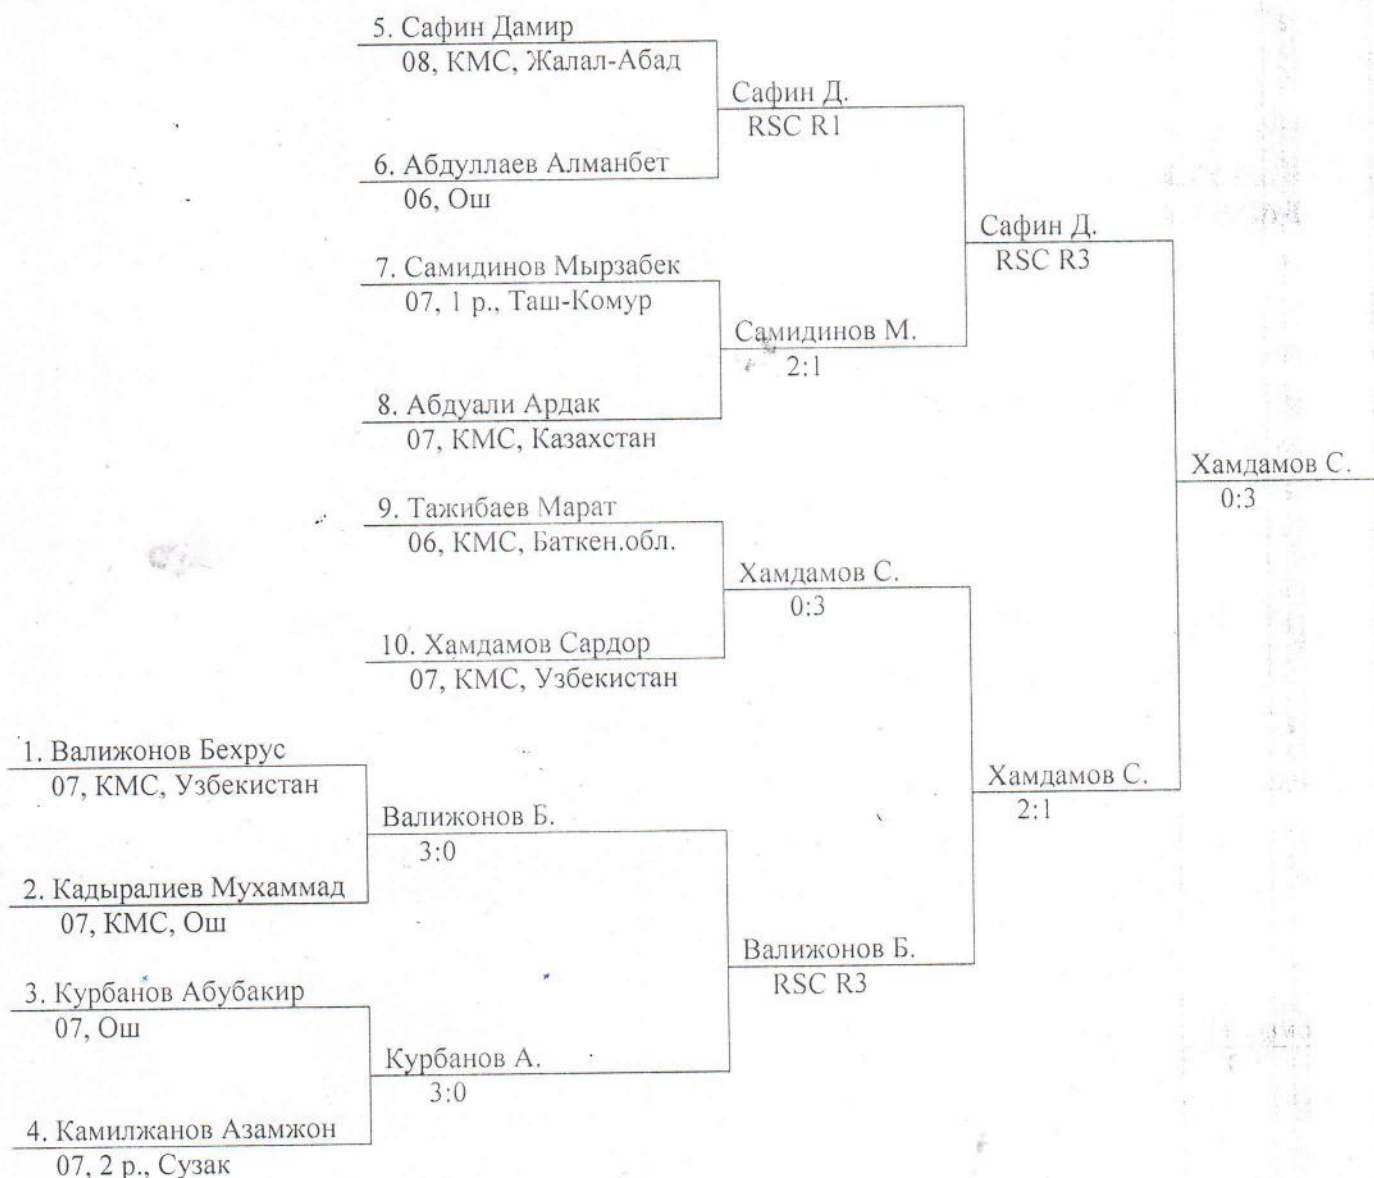 5. Сафин Дамир
08, КМС, Жалал-Абад
Сафин Д.
RSC R1
6. Абдуллаев Алманбет
06, Ош
Сафин Д.
RSC R3
7. Самидинов Мырзабек
07, 1 р., Таш-Комур
Самидинов М.
2:1
8. Абдуали Ардак
07, КМС, Казахстан
Хамдамов С.
0:3
9. Тажибаев Марат
06, КМС, Баткен.обл.
Хамдамов С.
0:3
10. Хамдамов Сардор
07, КМС, Узбекистан
1. Валижонов Бехрус
07, КМС, Узбекистан
Хамдамов С.
2:1
Валижонов Б.
3:0
2. Кадыралиев Мухаммад
07, КМС, Ош
Валижонов Б.
RSC R3
3. Курбанов Абубакир
07, Ош
Курбанов А.
3:0
4. Камилжанов Азамжон
07, 2 р., Сузак